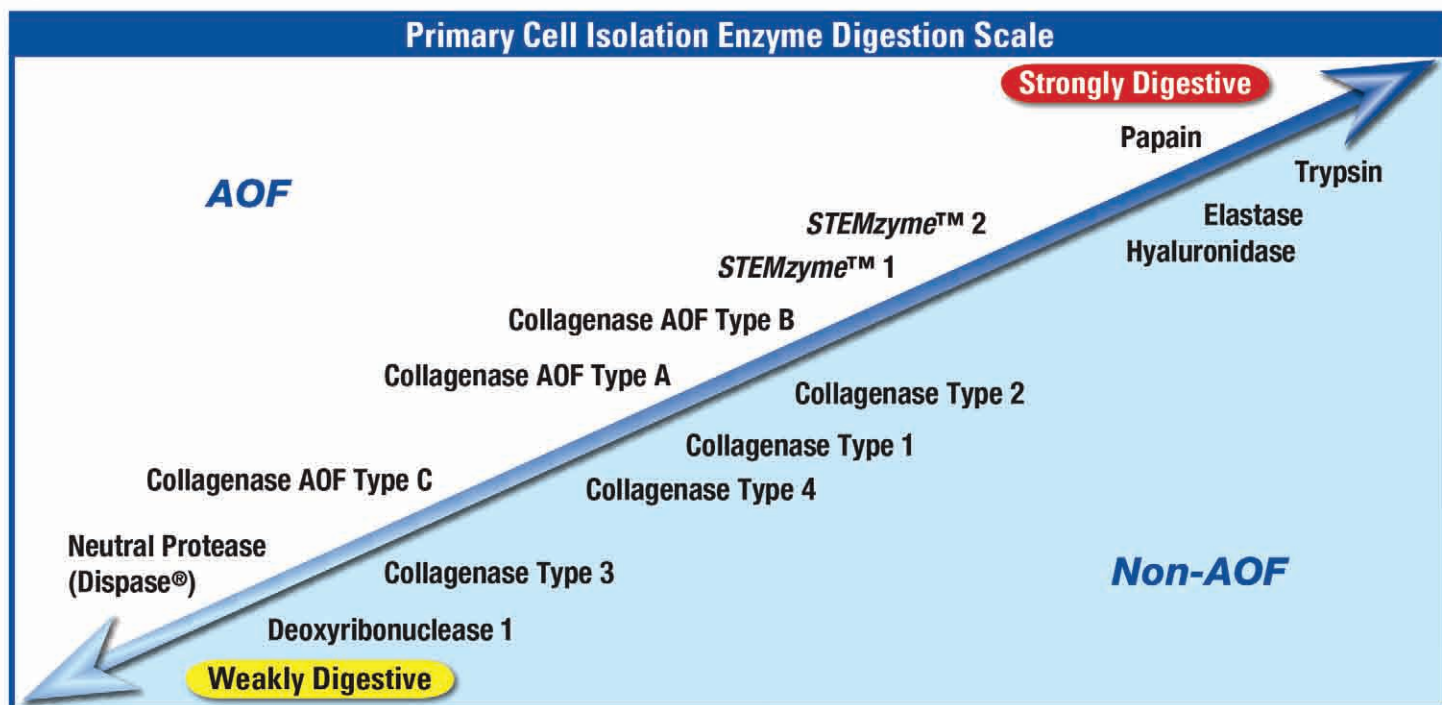 Primary Cell Isolation Enzyme Digestion Scale
Strongly Digestive
Papain
Trypsin
AOF
Elastase
STEMzyme™ 2
Hyaluronidase
STEMzyme™ 1
Collagenase AOF Type B
Collagenase AOF Type A
Collagenase Type 2
Collagenase Type 1
Collagenase AOF Type C
Collagenase Type 4
Neutral Protease
(Dispase®)
Collagenase Type 3
Non-AOF
Deoxyribonuclease 1
Weakly Digestive